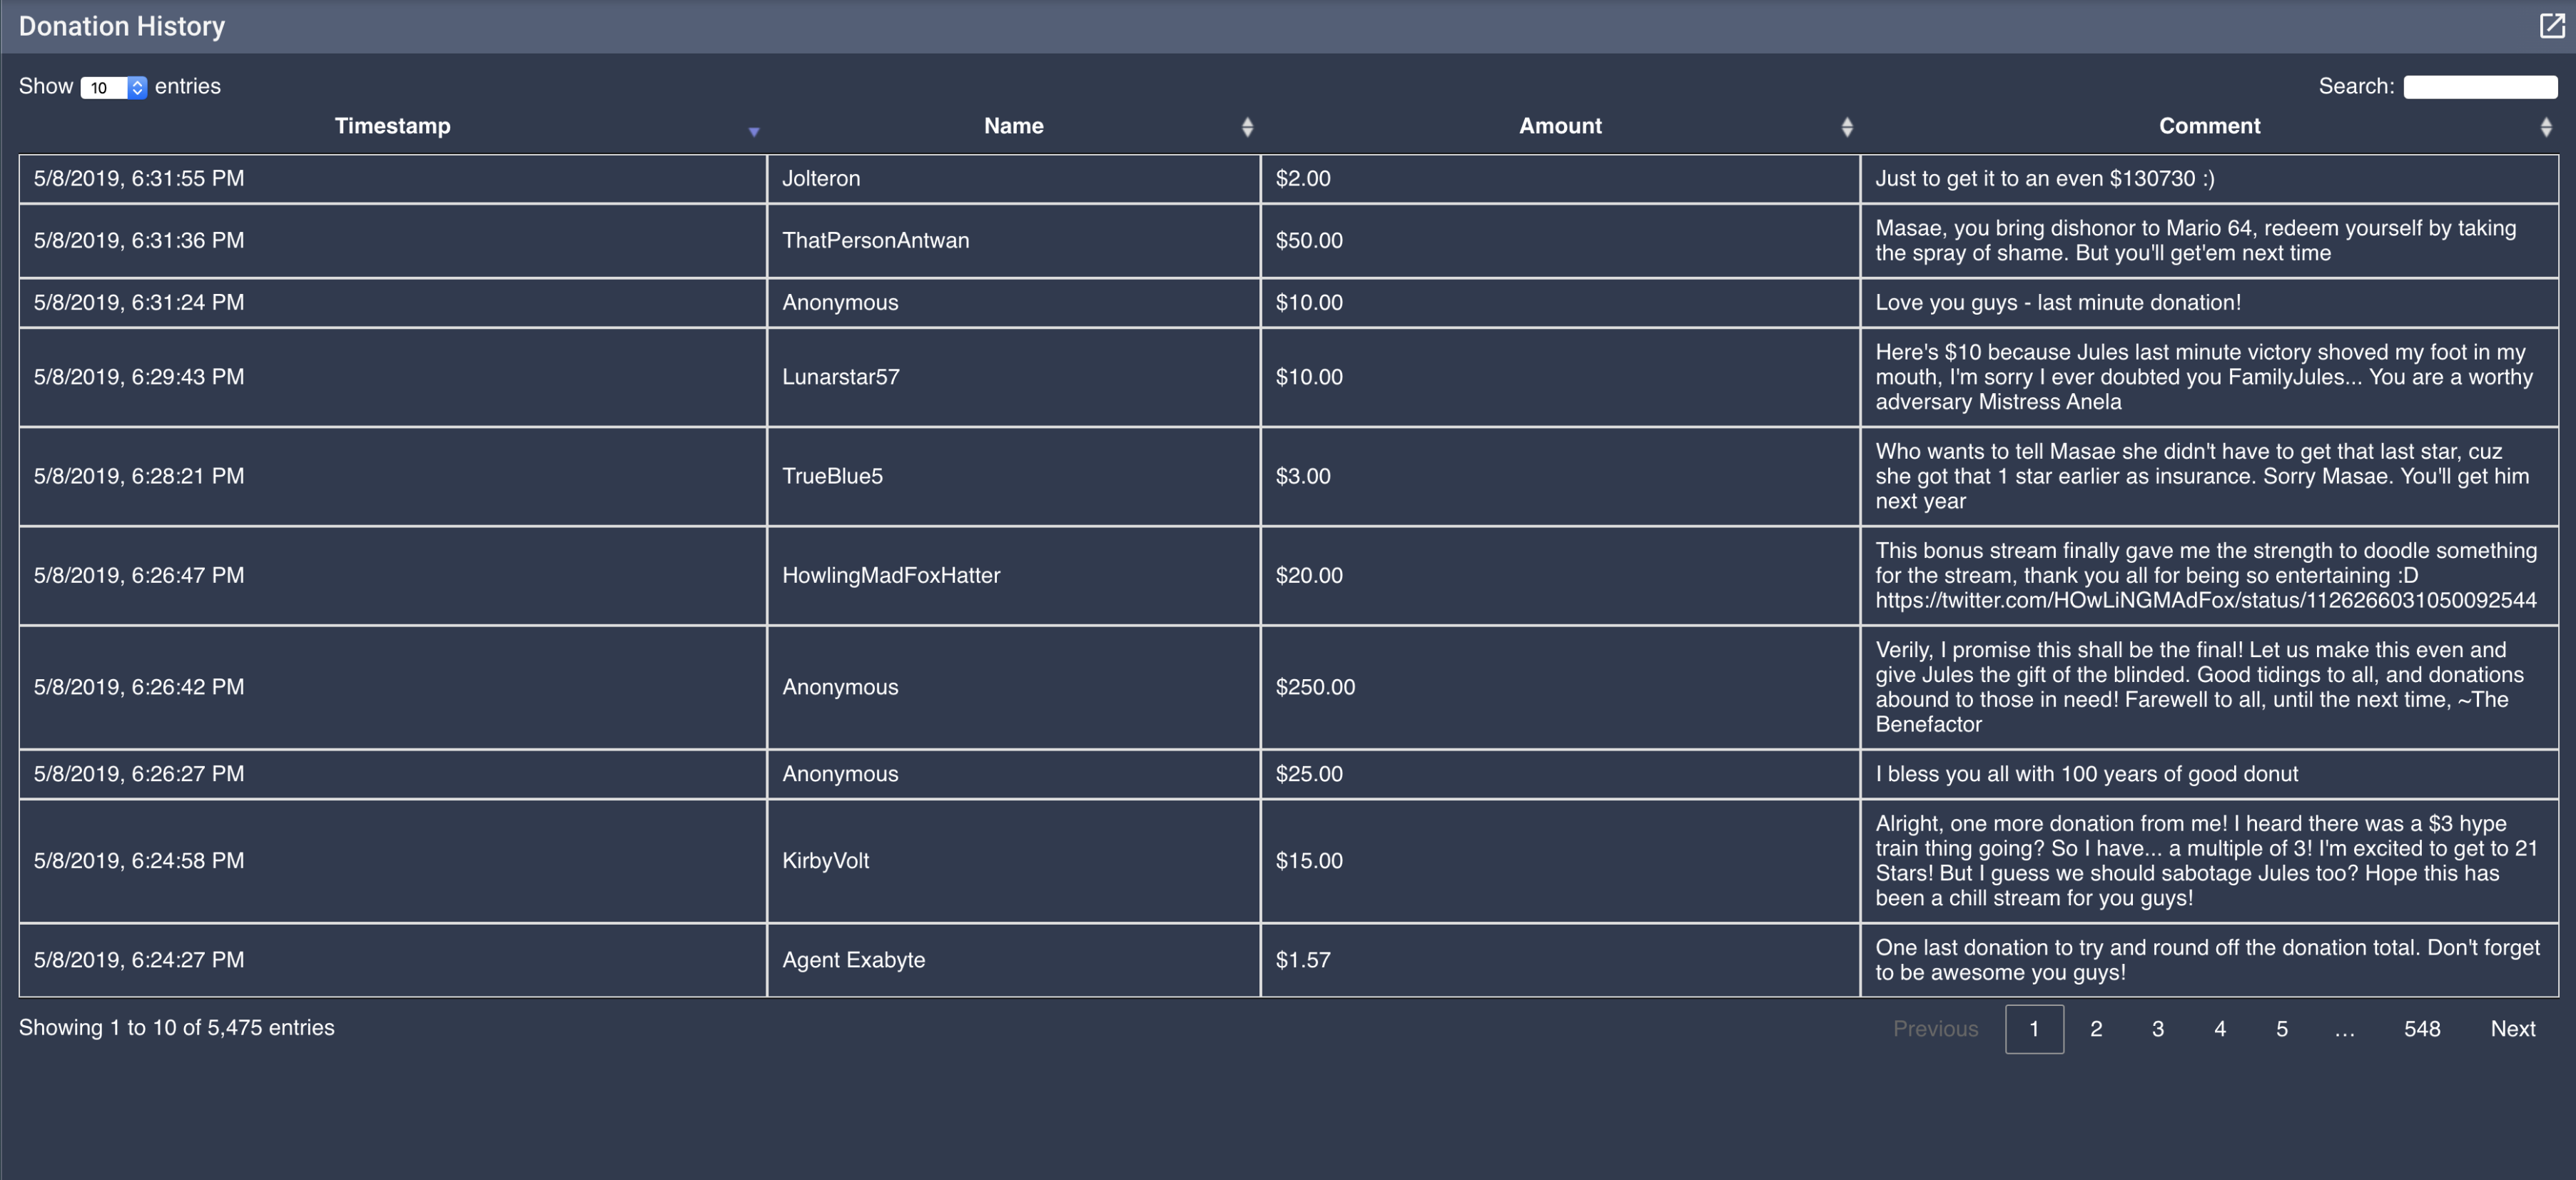 Donation History
Show 10 entries
Search:
Timestamp Name Amount Comment
5/8/2019, 6:31:55 PM Jolteron $2.00 Just to get it to an even $130730 :)
5/8/2019, 6:31:36 PM ThatPersonAntwan $50.00 Masae, you bring dishonor to Mario 64, redeem yourself by taking
the spray of shame. But you'll get'em next time
5/8/2019, 6:31:24 PM Anonymous $10.00 Love you guys - last minute donation!
5/8/2019, 6:29:43 PM Lunarstar57 $10.00 Here's $10 because Jules last minute victory shoved my foot in my
mouth, I'm sorry I ever doubted you FamilyJules... You are a worthy
adversary Mistress Anela
5/8/2019, 6:28:21 PM TrueBlue5 $3.00 Who wants to tell Masae she didn't have to get that last star, cuz
she got that 1 star earlier as insurance. Sorry Masae. You'll get him
next year
5/8/2019, 6:26:47 PM HowlingMadFoxHatter $20.00 This bonus stream finally gave me the strength to doodle something
for the stream, thank you all for being so entertaining :D
https://twitter.com/HOwLiNGMAdFox/status/1126266031050092544
5/8/2019, 6:26:42 PM Anonymous $250.00 Verily, I promise this shall be the final! Let us make this even and
give Jules the gift of the blinded. Good tidings to all, and donations
abound to those in need! Farewell to all, until the next time, ~The
Benefactor
5/8/2019, 6:26:27 PM Anonymous $25.00 I bless you all with 100 years of good donut
5/8/2019, 6:24:58 PM KirbyVolt $15.00 Alright, one more donation from me! I heard there was a $3 hype
train thing going? So I have... a multiple of 3! I'm excited to get to 21
Stars! But I guess we should sabotage Jules too? Hope this has
been a chill stream for you guys!
5/8/2019, 6:24:27 PM Agent Exabyte $1.57 One last donation to try and round off the donation total. Don't forget
to be awesome you guys!
Showing 1 to 10 of 5,475 entries
Previous 1 2 3 4 5 ... 548 Next